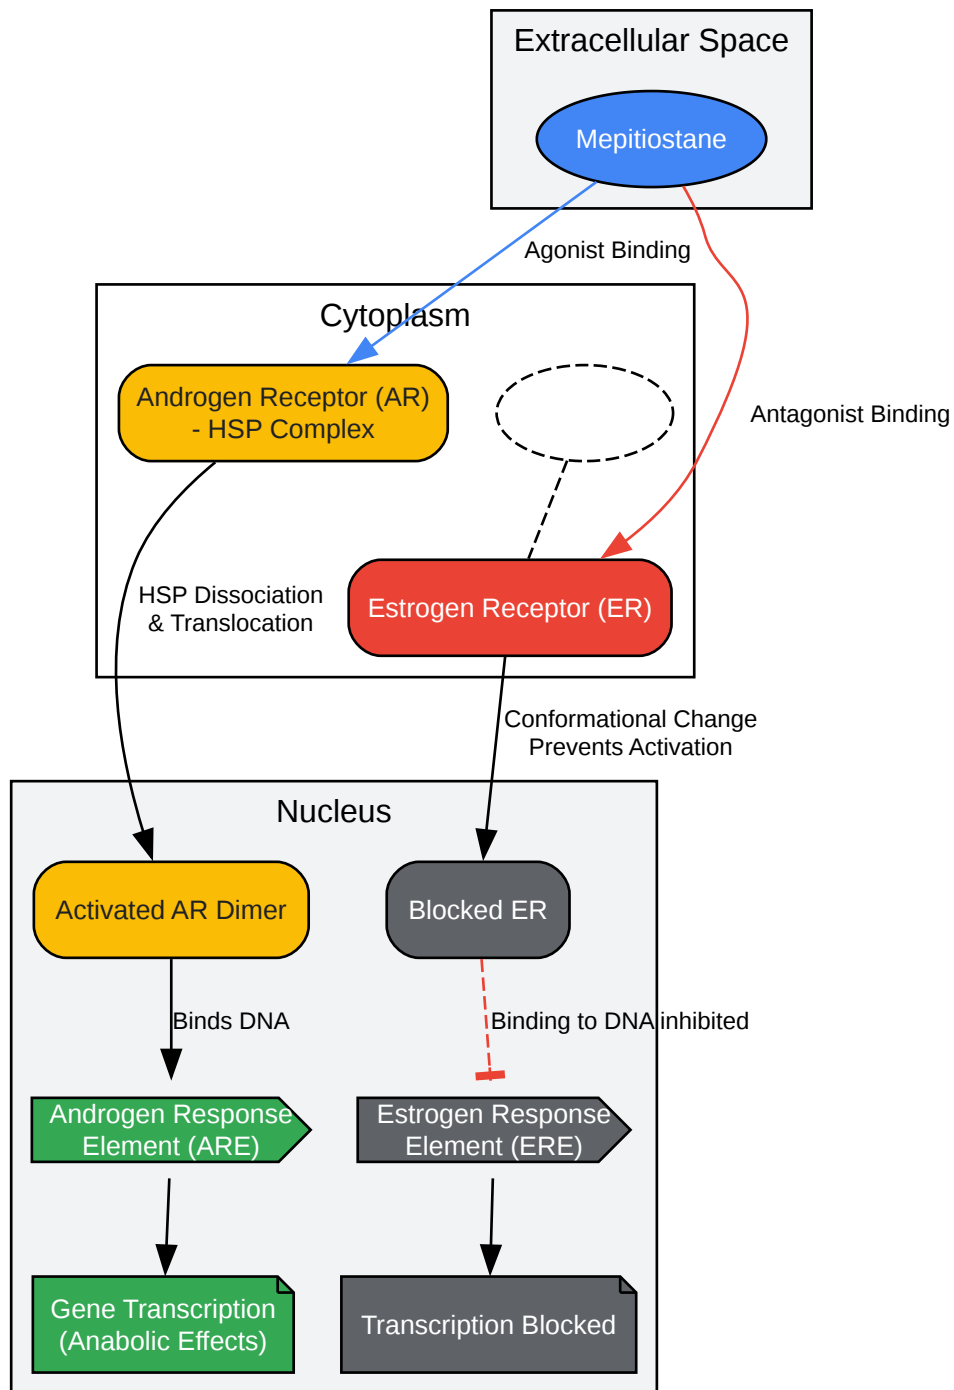 Extracellular Space
Mepitiostane
Agonist Binding
Cytoplasm
Androgen Receptor (AR)
- HSP Complex
Antagonist Binding
HSP Dissociation
& Translocation
Estrogen Receptor (ER)
Conformational Change
Prevents Activation
Nucleus
Activated AR Dimer
Blocked ER
Binds DNA
Binding to DNA inhibited
Androgen Response
Element (ARE)
Estrogen Response
Element (ERE)
Gene Transcription
(Anabolic Effects)
Transcription Blocked